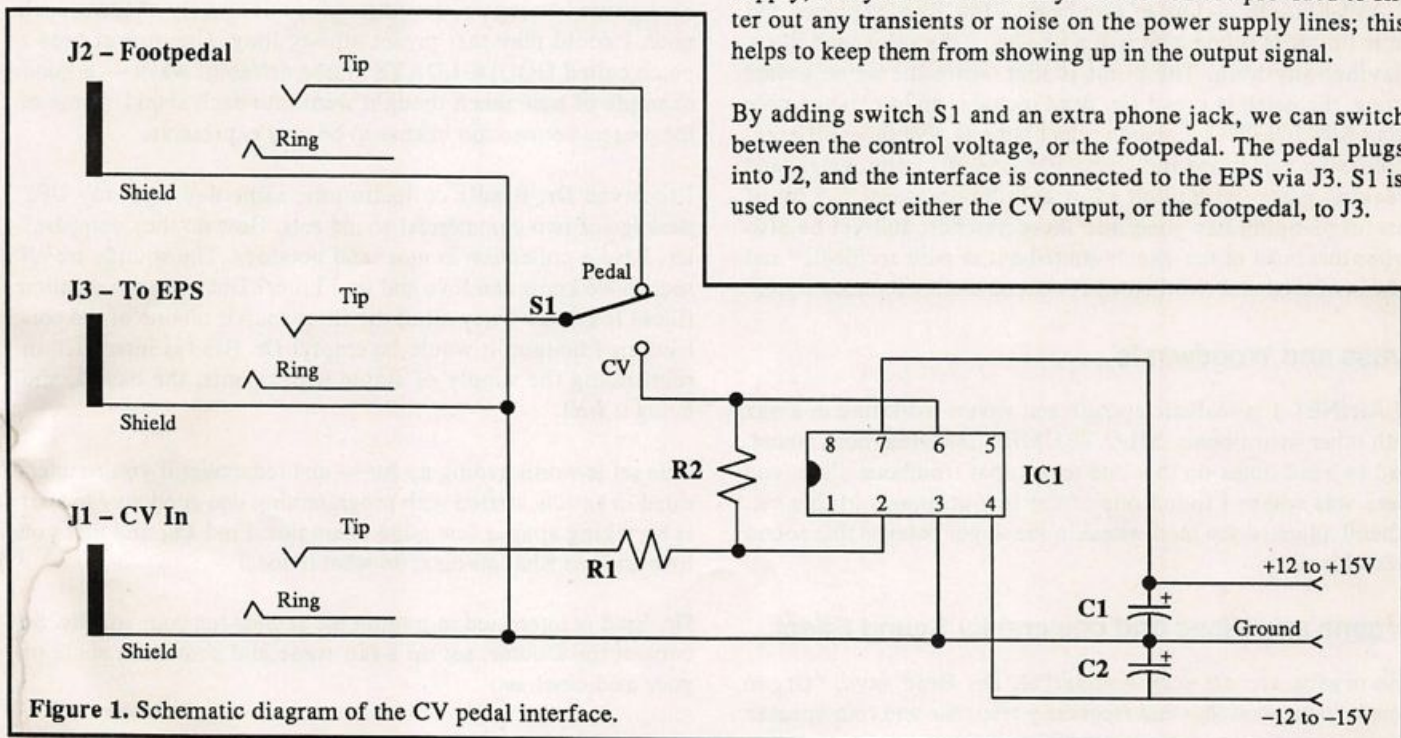 ter out any transients or noise on the power supply lines; this
helps to keep them from showing up in the output signal.
By adding switch S1 and an extra phone jack, we can switch
between the control voltage, or the footpedal. The pedal plugs
into J2, and the interface is connected to the EPS via J3. S1 is
used to connect either the CV output, or the footpedal, to J3.
J2 – Footpedal
Tip
Ring
Shield
J3 – To EPS
Tip
Ring
Shield
J1 – CV In
Tip
Ring
Shield
Pedal
S1
CV
R2
R1
8 7 6 5
1 2 3 4
IC1
+12 to +15V
C1
+
Ground
C2
+
–12 to –15V
Figure 1. Schematic diagram of the CV pedal interface.